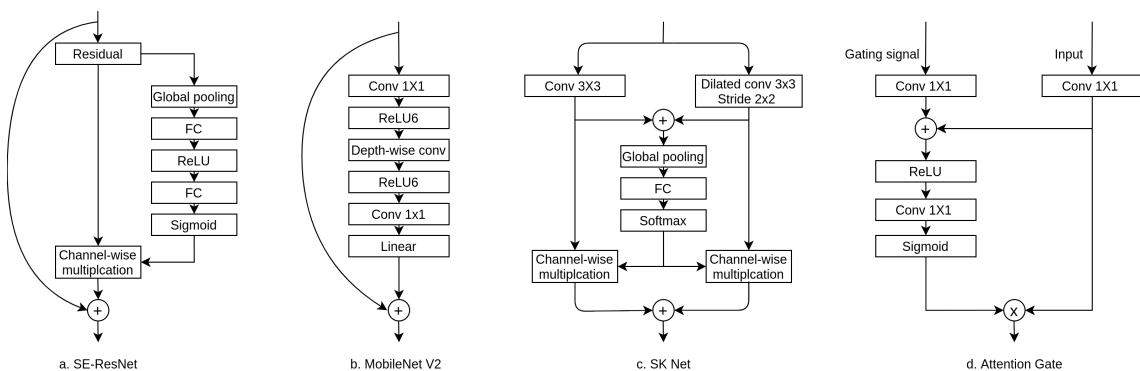 Residual
Global pooling
FC
ReLU
FC
Sigmoid
Channel-wise
multiplcation
+
a. SE-ResNet
Conv 1X1
ReLU6
Depth-wise conv
ReLU6
Conv 1x1
Linear
+
b. MobileNet V2
Conv 3X3
Dilated conv 3x3
Stride 2x2
+
Global pooling
FC
Softmax
Channel-wise
multiplcation
Channel-wise
multiplcation
+
c. SK Net
Gating signal
Input
Conv 1X1
Conv 1X1
+
ReLU
Conv 1X1
Sigmoid
x
d. Attention Gate